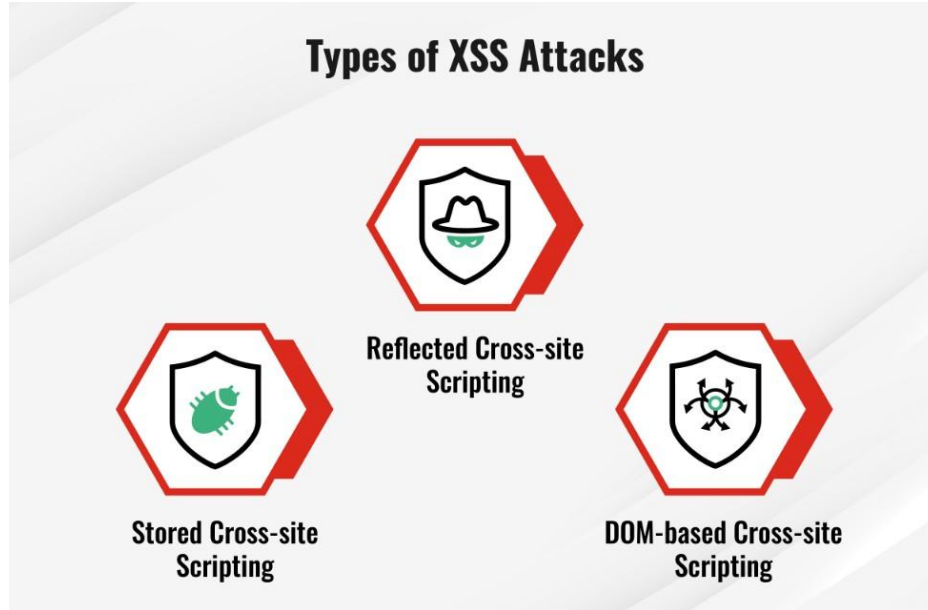 Types of XSS Attacks
Reflected Cross-site
Scripting
Stored Cross-site
Scripting
DOM-based Cross-site
Scripting